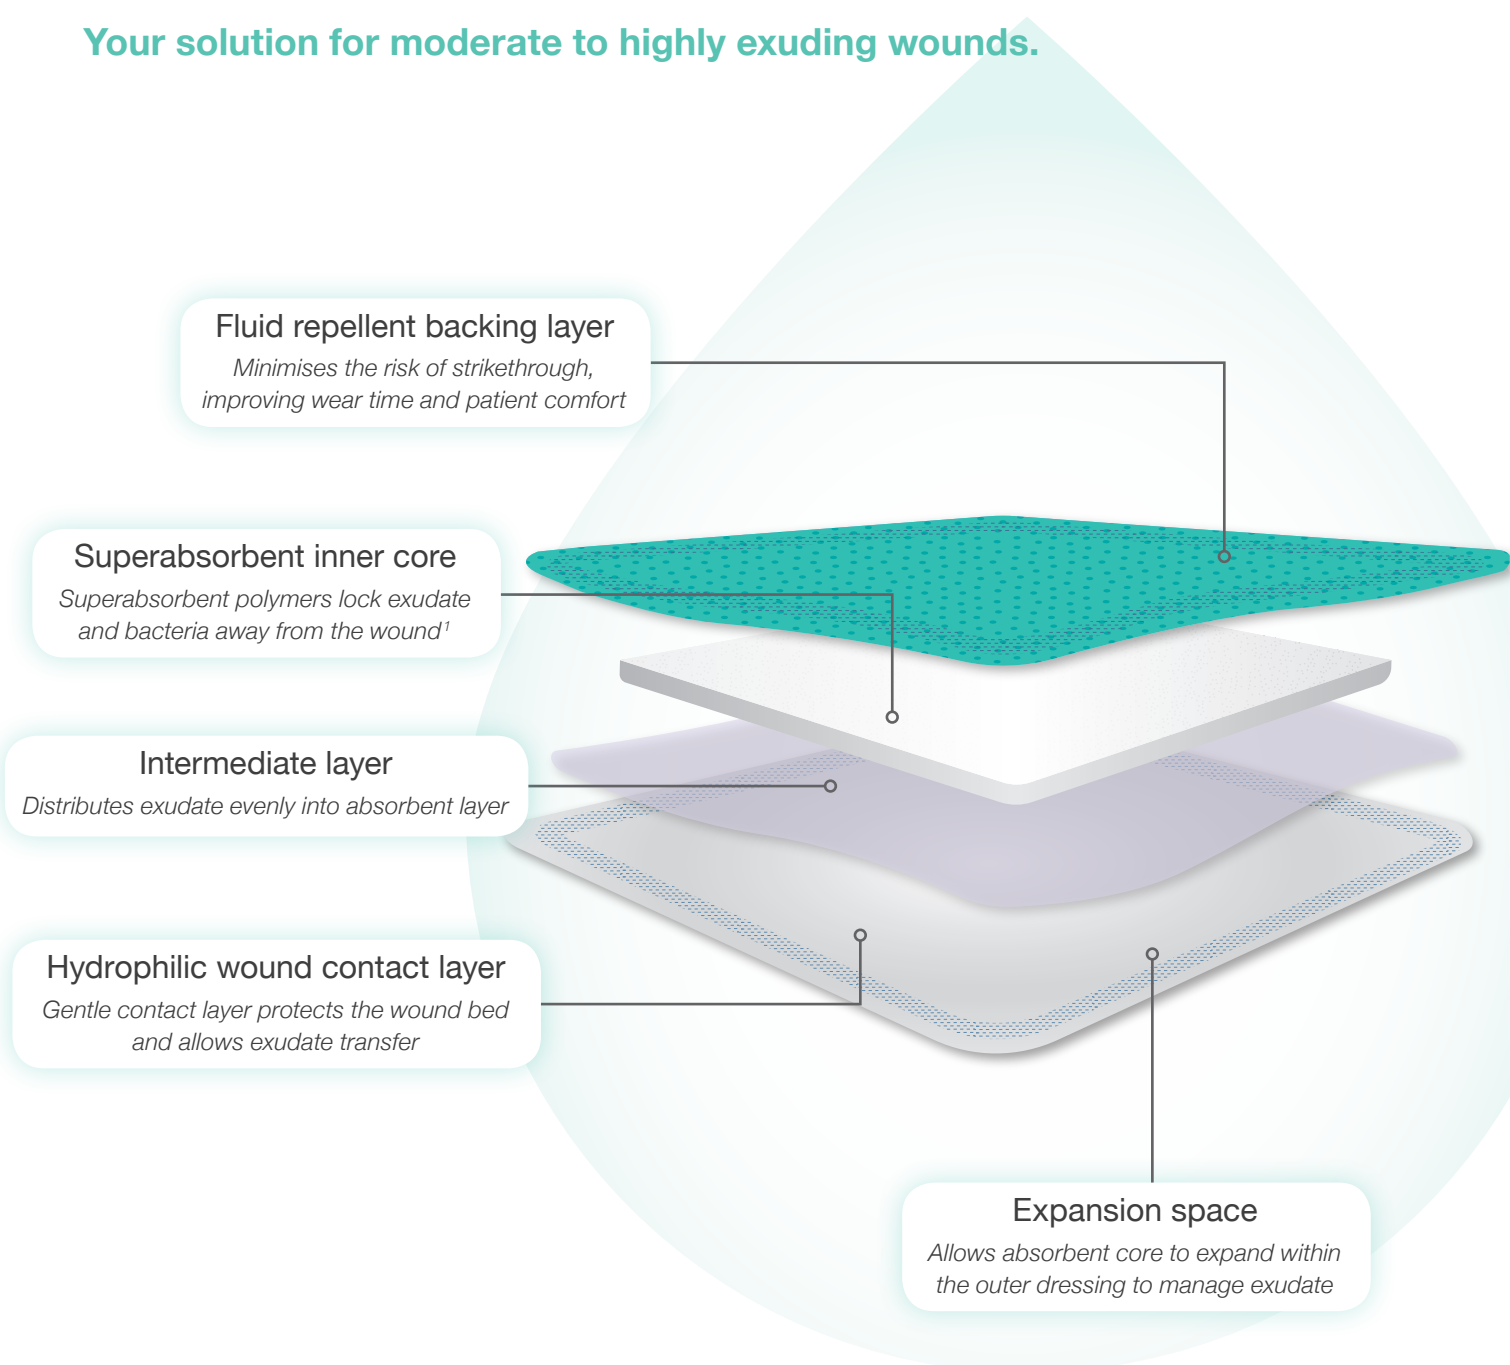 Your solution for moderate to highly exuding wounds.
Fluid repellent backing layer
Minimises the risk of strikethrough,
improving wear time and patient comfort
Superabsorbent inner core
Superabsorbent polymers lock exudate
and bacteria away from the wound¹
Intermediate layer
Distributes exudate evenly into absorbent layer
Hydrophilic wound contact layer
Gentle contact layer protects the wound bed
and allows exudate transfer
Expansion space
Allows absorbent core to expand within
the outer dressing to manage exudate